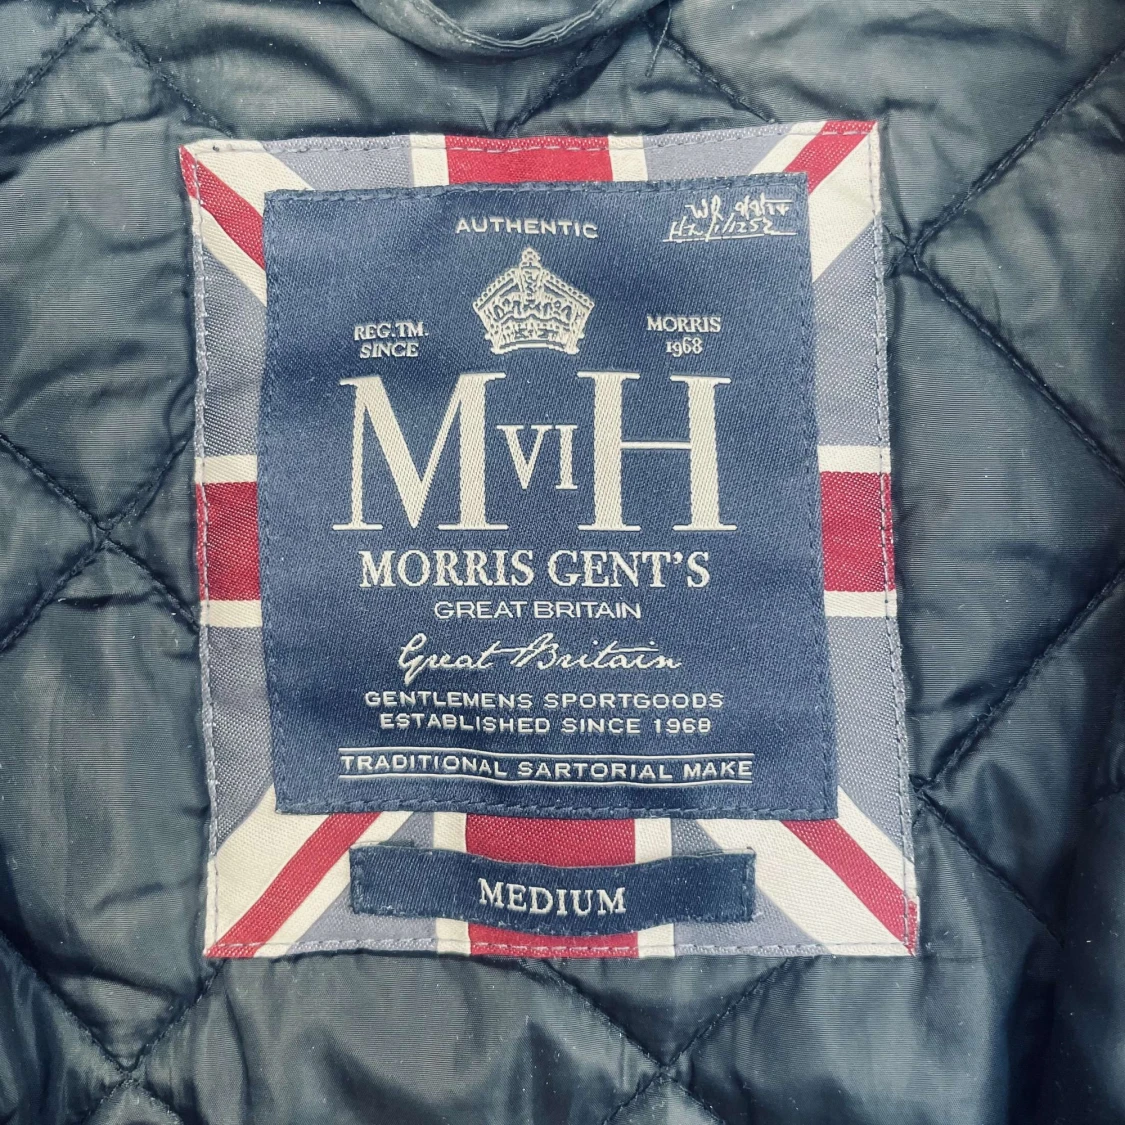 AUTHENTIC
REG.TM.
SINCE
MORRIS
1968
MVIH
MORRIS GENT'S
GREAT BRITAIN
Great Britain
GENTLEMENS SPORTGOODS
ESTABLISHED SINCE 1968
TRADITIONAL SARTORIAL MAKE
MEDIUM